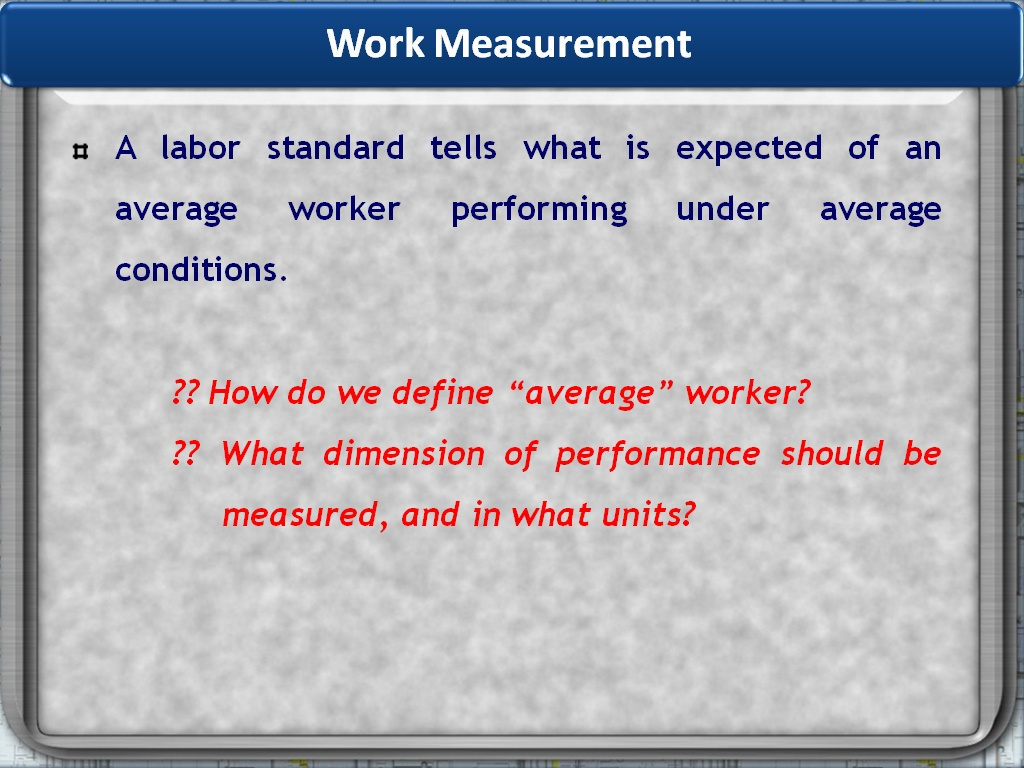 Work Measurement
¤ A labor standard tells what is expected of an
average worker performing under average
conditions.
?? How do we define “average” worker?
?? What dimension of performance should be
measured, and in what units?